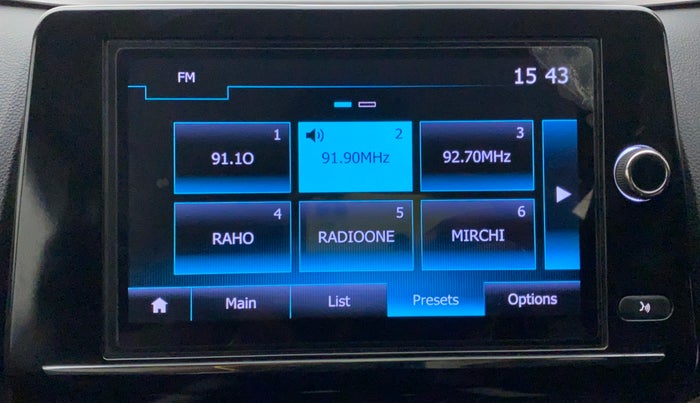 FM 15 43
1 2 3
91.1O 91.90MHz 92.70MHz
4 5 6
RAHO RADIOONE MIRCHI
Main List Presets Options